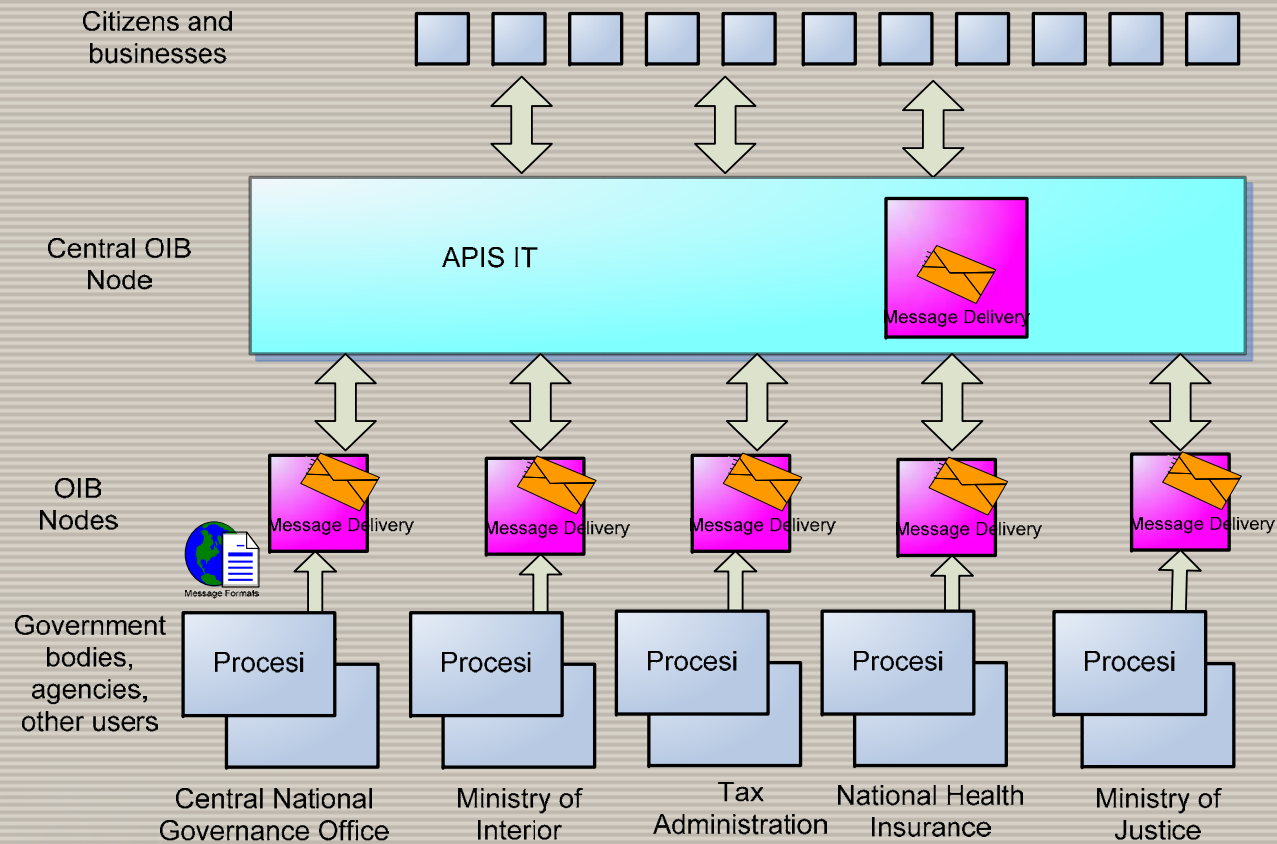 Citizens and
businesses
Central OIB
Node
APIS IT
Message Delivery
OIB
Nodes
Message Delivery
Message Delivery
Message Delivery
Message Delivery
Message Delivery
Message Formats
Government
bodies,
agencies,
other users
Procesi
Procesi
Procesi
Procesi
Procesi
Central National
Governance Office
Ministry of
Interior
Tax
Administration
National Health
Insurance
Ministry of
Justice